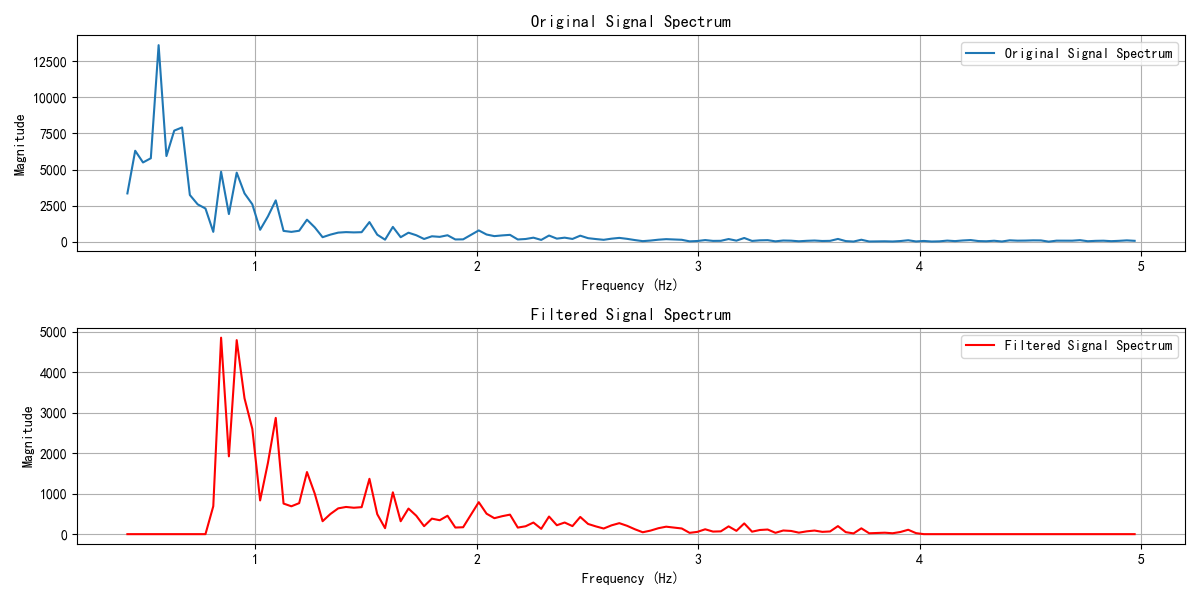 Original Signal Spectrum
Original Signal Spectrum
Magnitude
12500
10000
7500
5000
2500
0
1 2 3 4 5
Frequency (Hz)
Filtered Signal Spectrum
Filtered Signal Spectrum
Magnitude
5000
4000
3000
2000
1000
0
1 2 3 4 5
Frequency (Hz)